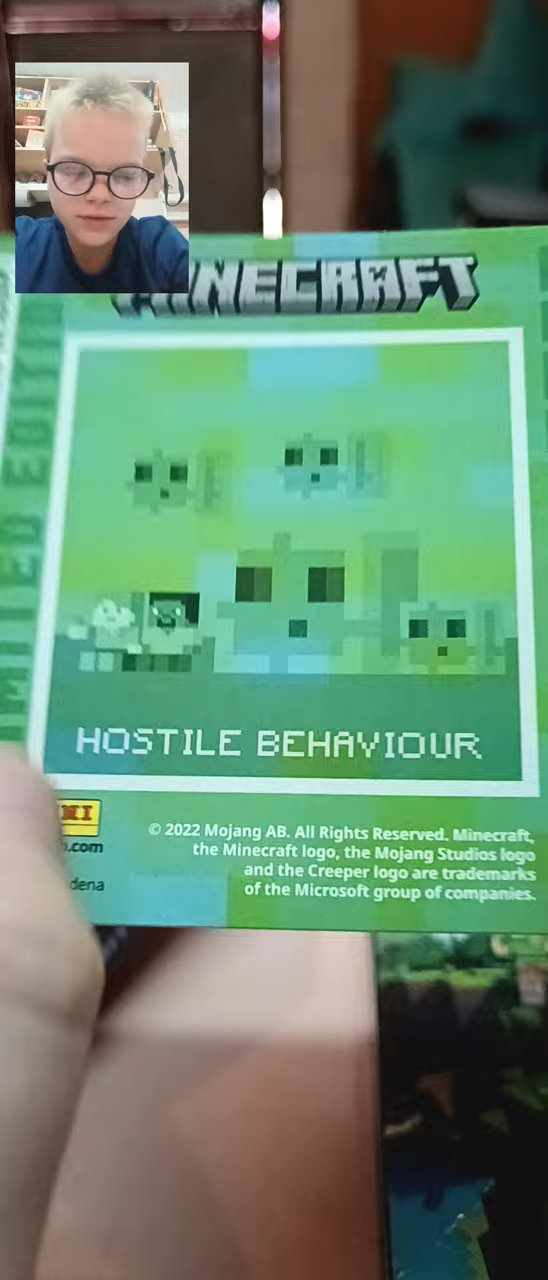 MINECRAFT
HOSTILE BEHAVIOUR
© 2022 Mojang AB. All Rights Reserved. Minecraft,
the Minecraft logo, the Mojang Studios logo
and the Creeper logo are trademarks
of the Microsoft group of companies.
.com